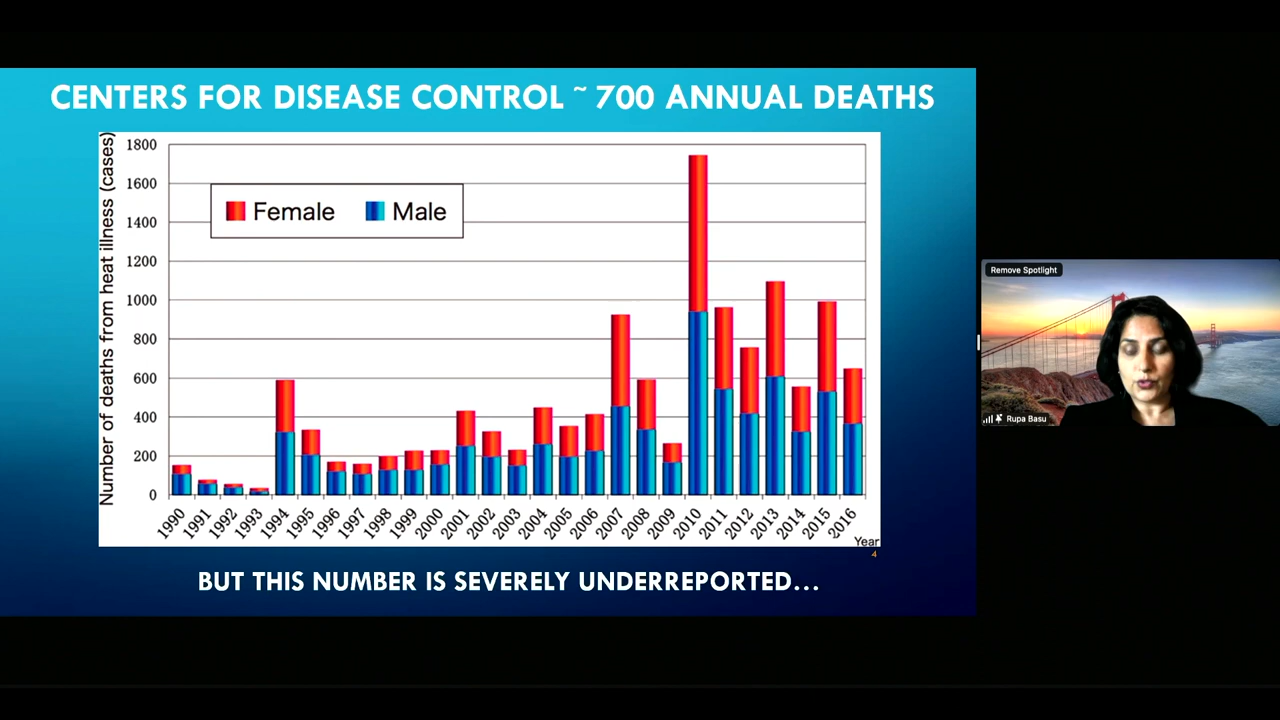 CENTERS FOR DISEASE CONTROL ~ 700 ANNUAL DEATHS
Number of deaths from heat illness (cases)
1800
1600
1400
1200
1000
800
600
400
200
0
Female Male
1990 1991 1992 1993 1994 1995 1996 1997 1998 1999 2000 2001 2002 2003 2004 2005 2006 2007 2008 2009 2010 2011 2012 2013 2014 2015 2016
Year
4
BUT THIS NUMBER IS SEVERELY UNDERREPORTED...
Remove Spotlight
Rupa Basu